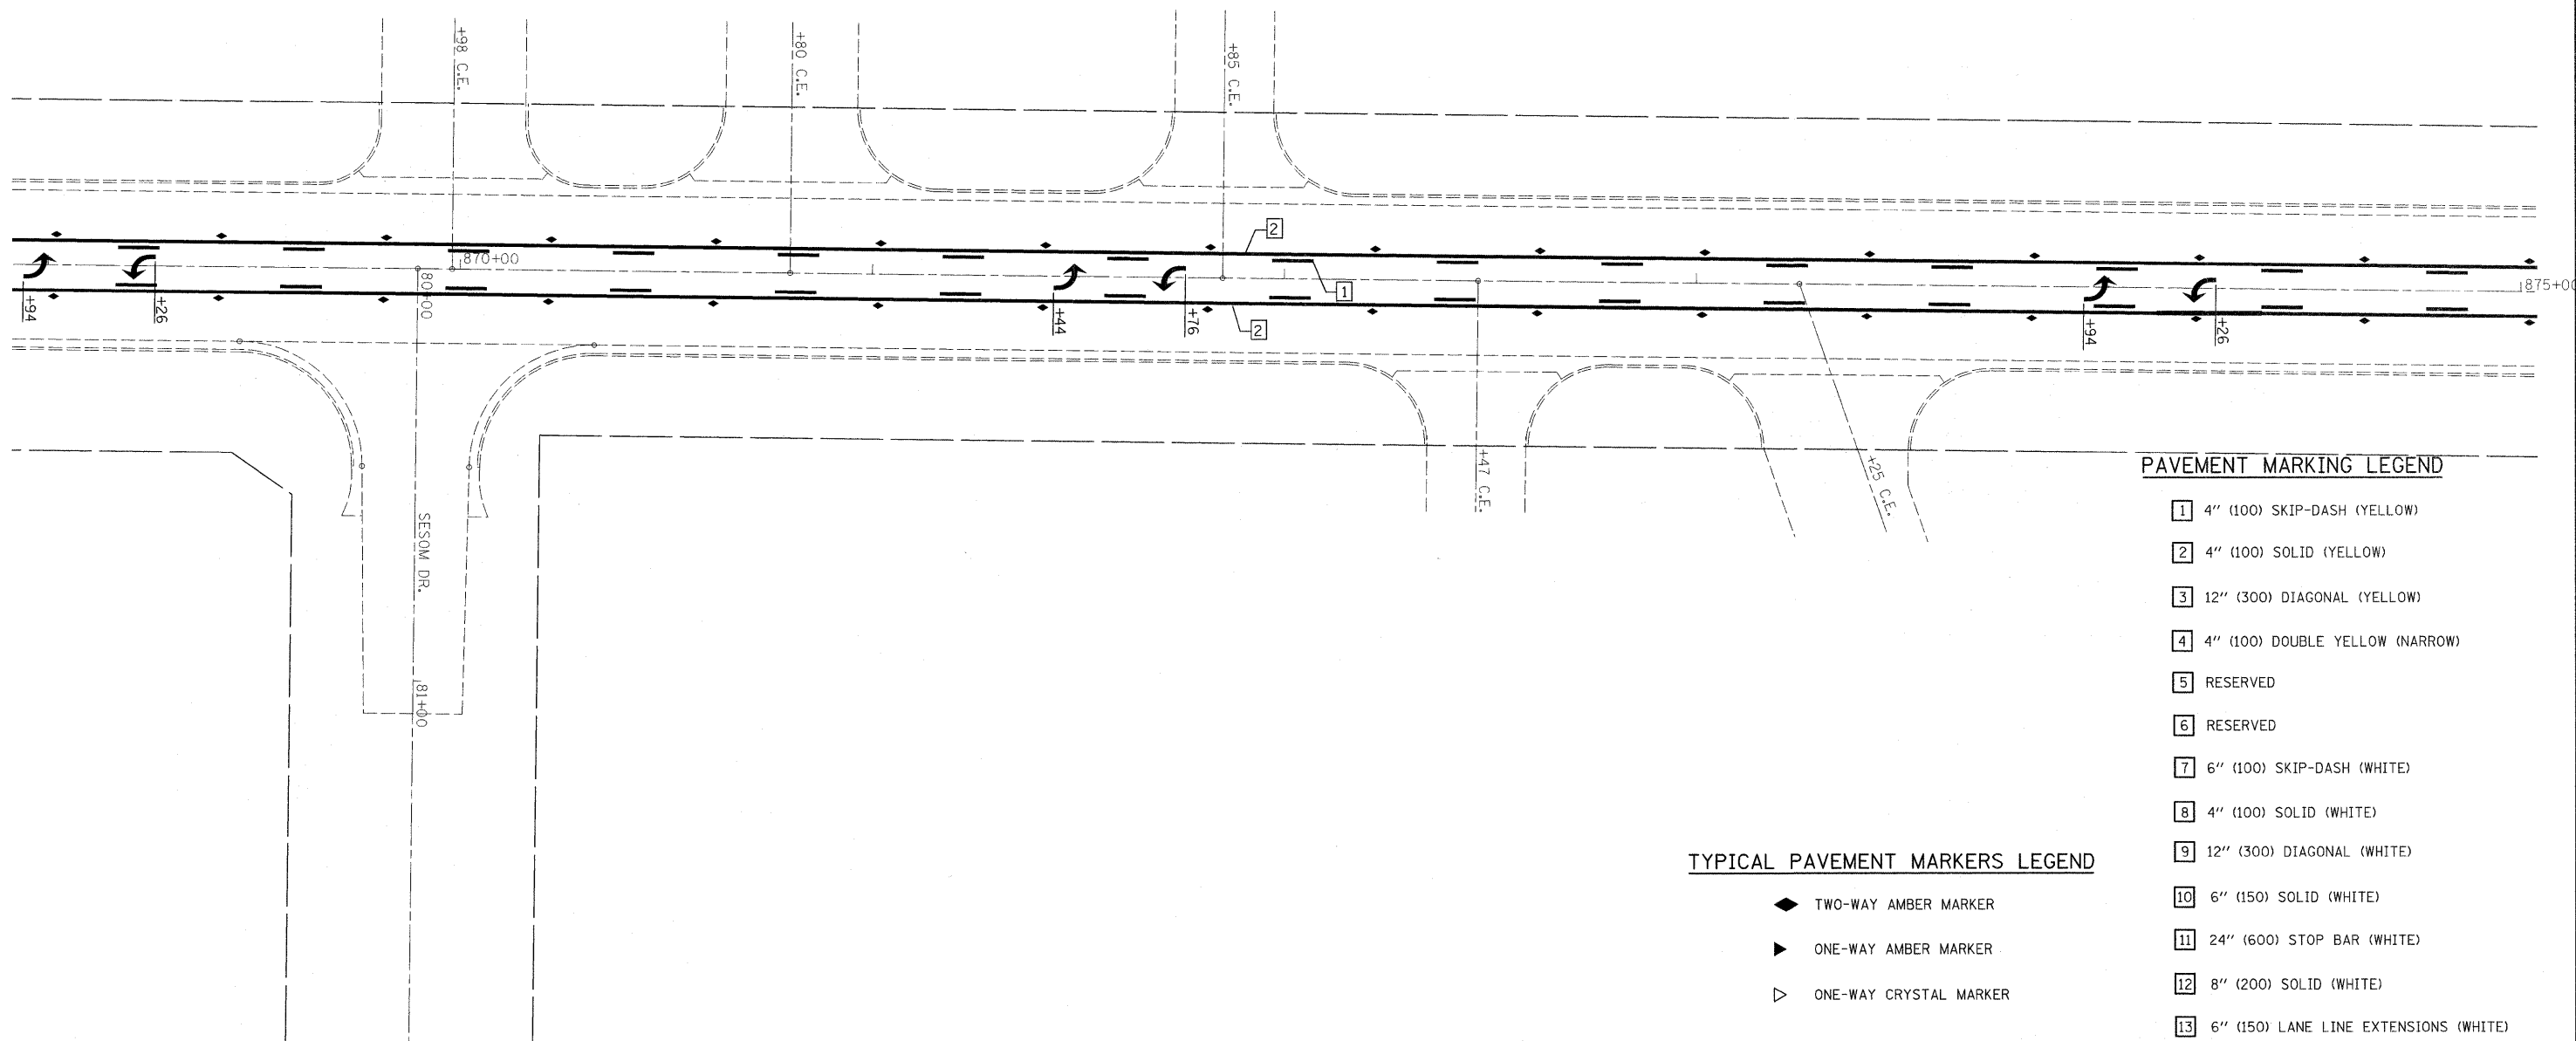 +98 C.E.
+80 C.E.
+85 C.E.
2
870+00
1
875+00
80+00
+94
+26
+44
+76
2
+94
+26
+47 C.E.
+25 C.E.
SESOM DR.
81+00
PAVEMENT MARKING LEGEND
1 4" (100) SKIP-DASH (YELLOW)
2 4" (100) SOLID (YELLOW)
3 12" (300) DIAGONAL (YELLOW)
4 4" (100) DOUBLE YELLOW (NARROW)
5 RESERVED
6 RESERVED
7 6" (100) SKIP-DASH (WHITE)
8 4" (100) SOLID (WHITE)
9 12" (300) DIAGONAL (WHITE)
10 6" (150) SOLID (WHITE)
11 24" (600) STOP BAR (WHITE)
12 8" (200) SOLID (WHITE)
13 6" (150) LANE LINE EXTENSIONS (WHITE)
TYPICAL PAVEMENT MARKERS LEGEND
TWO-WAY AMBER MARKER
ONE-WAY AMBER MARKER
ONE-WAY CRYSTAL MARKER